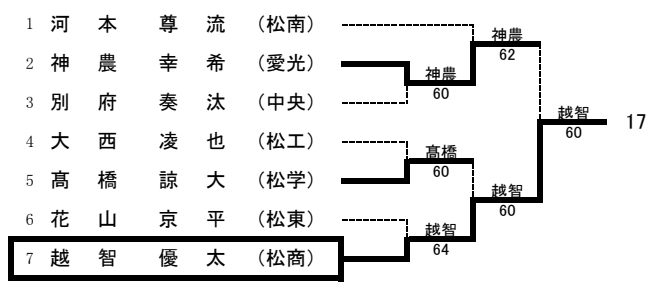 1 河本尊流 (松南)
神農
62
2 神農幸希 (愛光)
神農
60
3 別府奏汰 (中央)
越智
60
17
4 大西凌也 (松工)
髙橋
60
5 髙橋諒大 (松学)
越智
60
6 花山京平 (松東)
越智
64
7 越智優太 (松商)